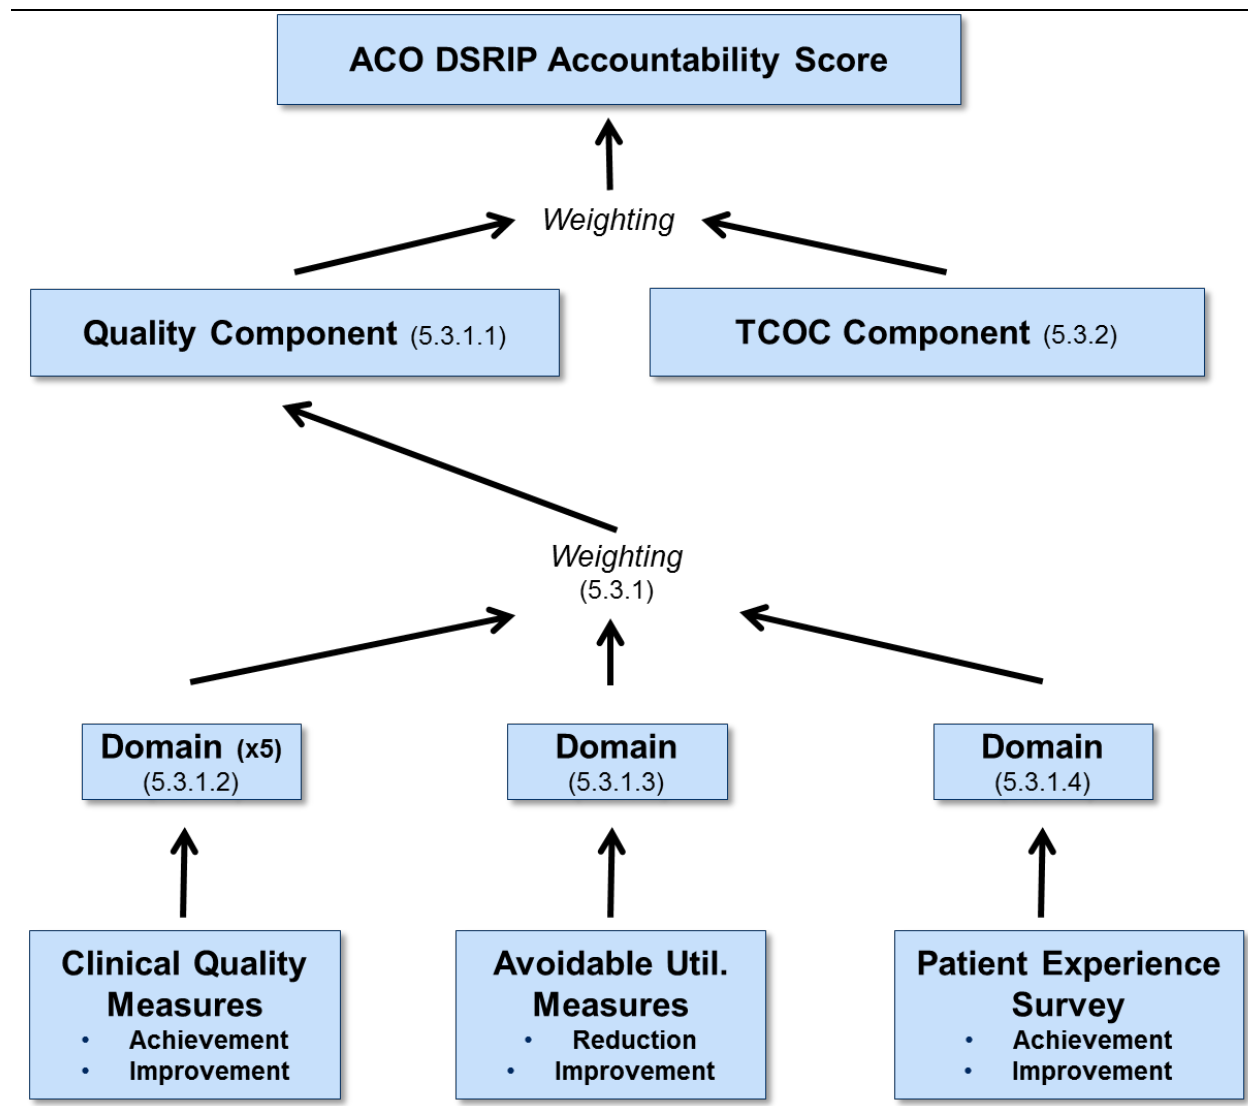 ACO DSRIP Accountability Score
Weighting
Quality Component (5.3.1.1)
TCOC Component (5.3.2)
Weighting
(5.3.1)
Domain (x5)
(5.3.1.2)
Domain
(5.3.1.3)
Domain
(5.3.1.4)
Clinical Quality
Measures
• Achievement
• Improvement
Avoidable Util.
Measures
• Reduction
• Improvement
Patient Experience
Survey
• Achievement
• Improvement